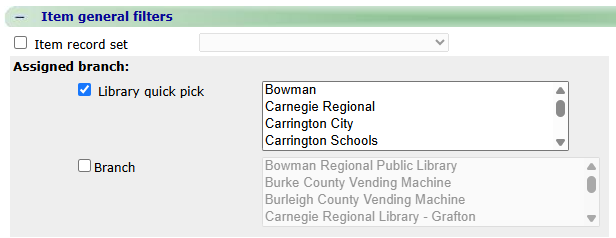 − Item general filters
Item record set
Assigned branch:
Library quick pick
Bowman
Carnegie Regional
Carrington City
Carrington Schools
Branch
Bowman Regional Public Library
Burke County Vending Machine
Burleigh County Vending Machine
Carnegie Regional Library - Grafton